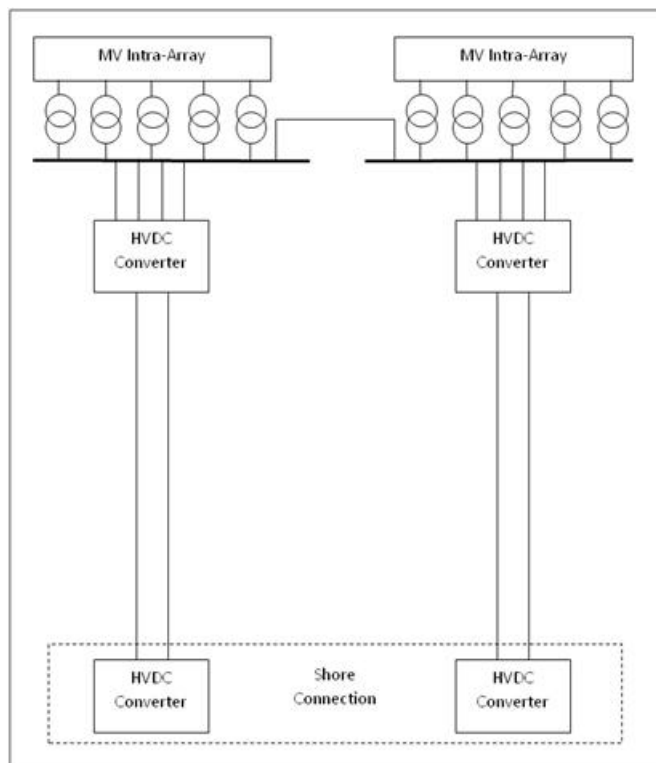 MV Intra-Array
MV Intra-Array
HVDC
Converter
HVDC
Converter
HVDC
Converter
Shore
Connection
HVDC
Converter